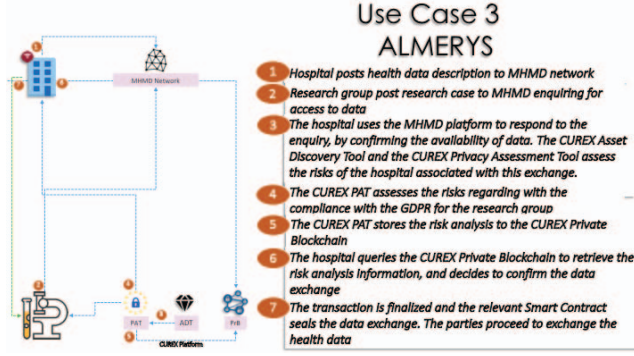 Use Case 3
ALMERYS
1 Hospital posts health data description to MHMD network
2 Research group post research case to MHMD enquiring for
access to data
3 The hospital uses the MHMD platform to respond to the
enquiry, by confirming the availability of data. The CUREX Asset
Discovery Tool and the CUREX Privacy Assessment Tool assess
the risks of the hospital associated with this exchange.
4 The CUREX PAT assesses the risks regarding with the
compliance with the GDPR for the research group
5 The CUREX PAT stores the risk analysis to the CUREX Private
Blockchain
6 The hospital queries the CUREX Private Blockchain to retrieve the
risk analysis information, and decides to confirm the data
exchange
7 The transaction is finalized and the relevant Smart Contract
seals the data exchange. The parties proceed to exchange the
health data
1
MHMD Network
7
2
PAT
ADT
PrB
5
CUREX Platform